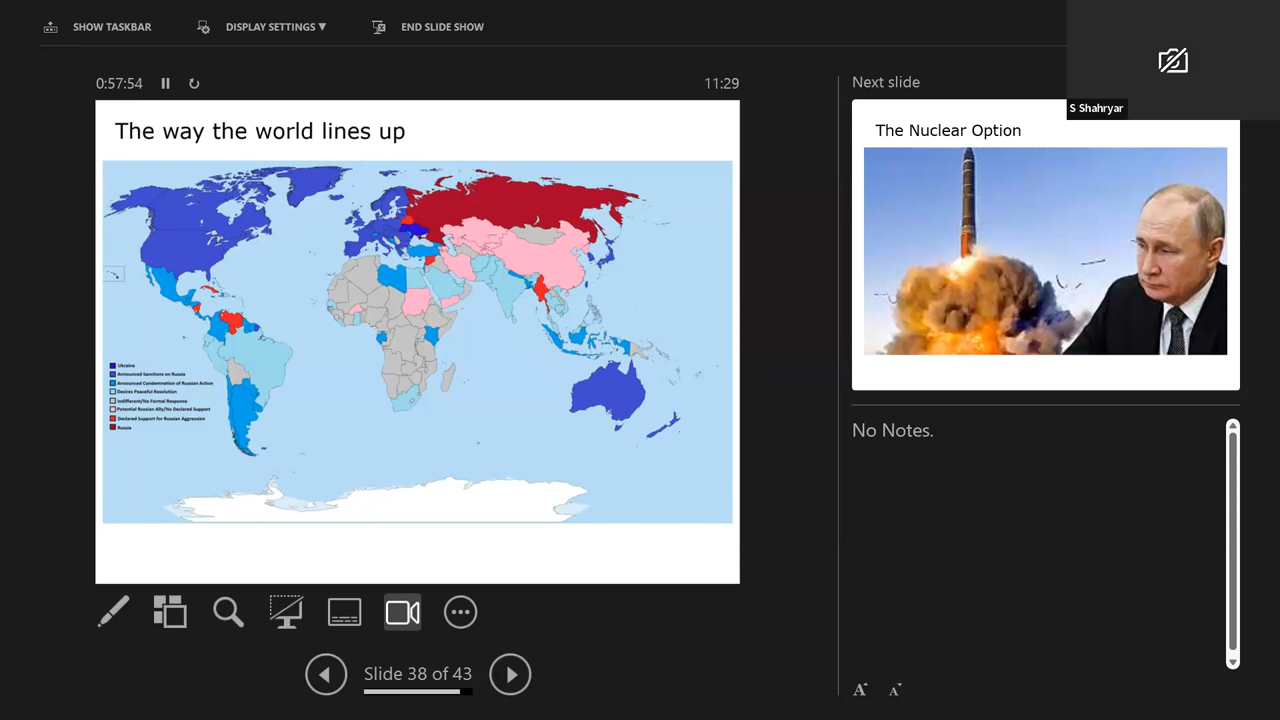 SHOW TASKBAR
DISPLAY SETTINGS ▼
END SLIDE SHOW
0:57:54
11:29
The way the world lines up
Ukraine
Announced Sanctions on Russia
Announced Condemnation of Russian Action
Desires Peaceful Resolution
Indifferent/No Formal Response
Potential Russian Ally/No Declared Support
Declared Support for Russian Aggression
Russia
Slide 38 of 43
Next slide
S Shahryar
The Nuclear Option
No Notes.
A A